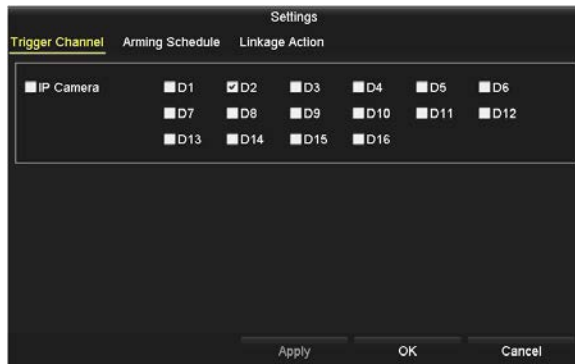 Settings
Trigger Channel Arming Schedule Linkage Action
IP Camera D1 D2 D3 D4 D5 D6
D7 D8 D9 D10 D11 D12
D13 D14 D15 D16
Apply OK Cancel